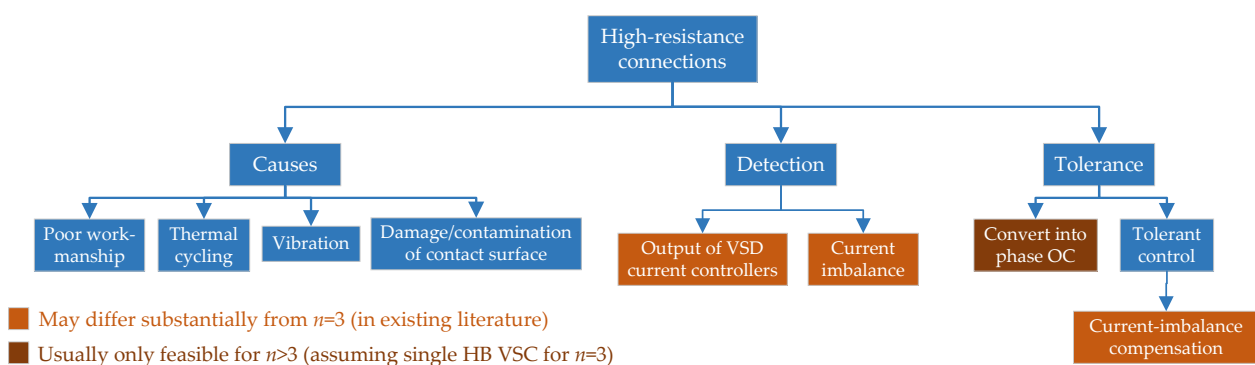 High-resistance
connections
Causes
Detection
Tolerance
Poor work-
manship
Thermal
cycling
Vibration
Damage/contamination
of contact surface
Output of VSD
current controllers
Current
imbalance
Convert into
phase OC
Tolerant
control
Current-imbalance
compensation
May differ substantially from n=3 (in existing literature)
Usually only feasible for n>3 (assuming single HB VSC for n=3)